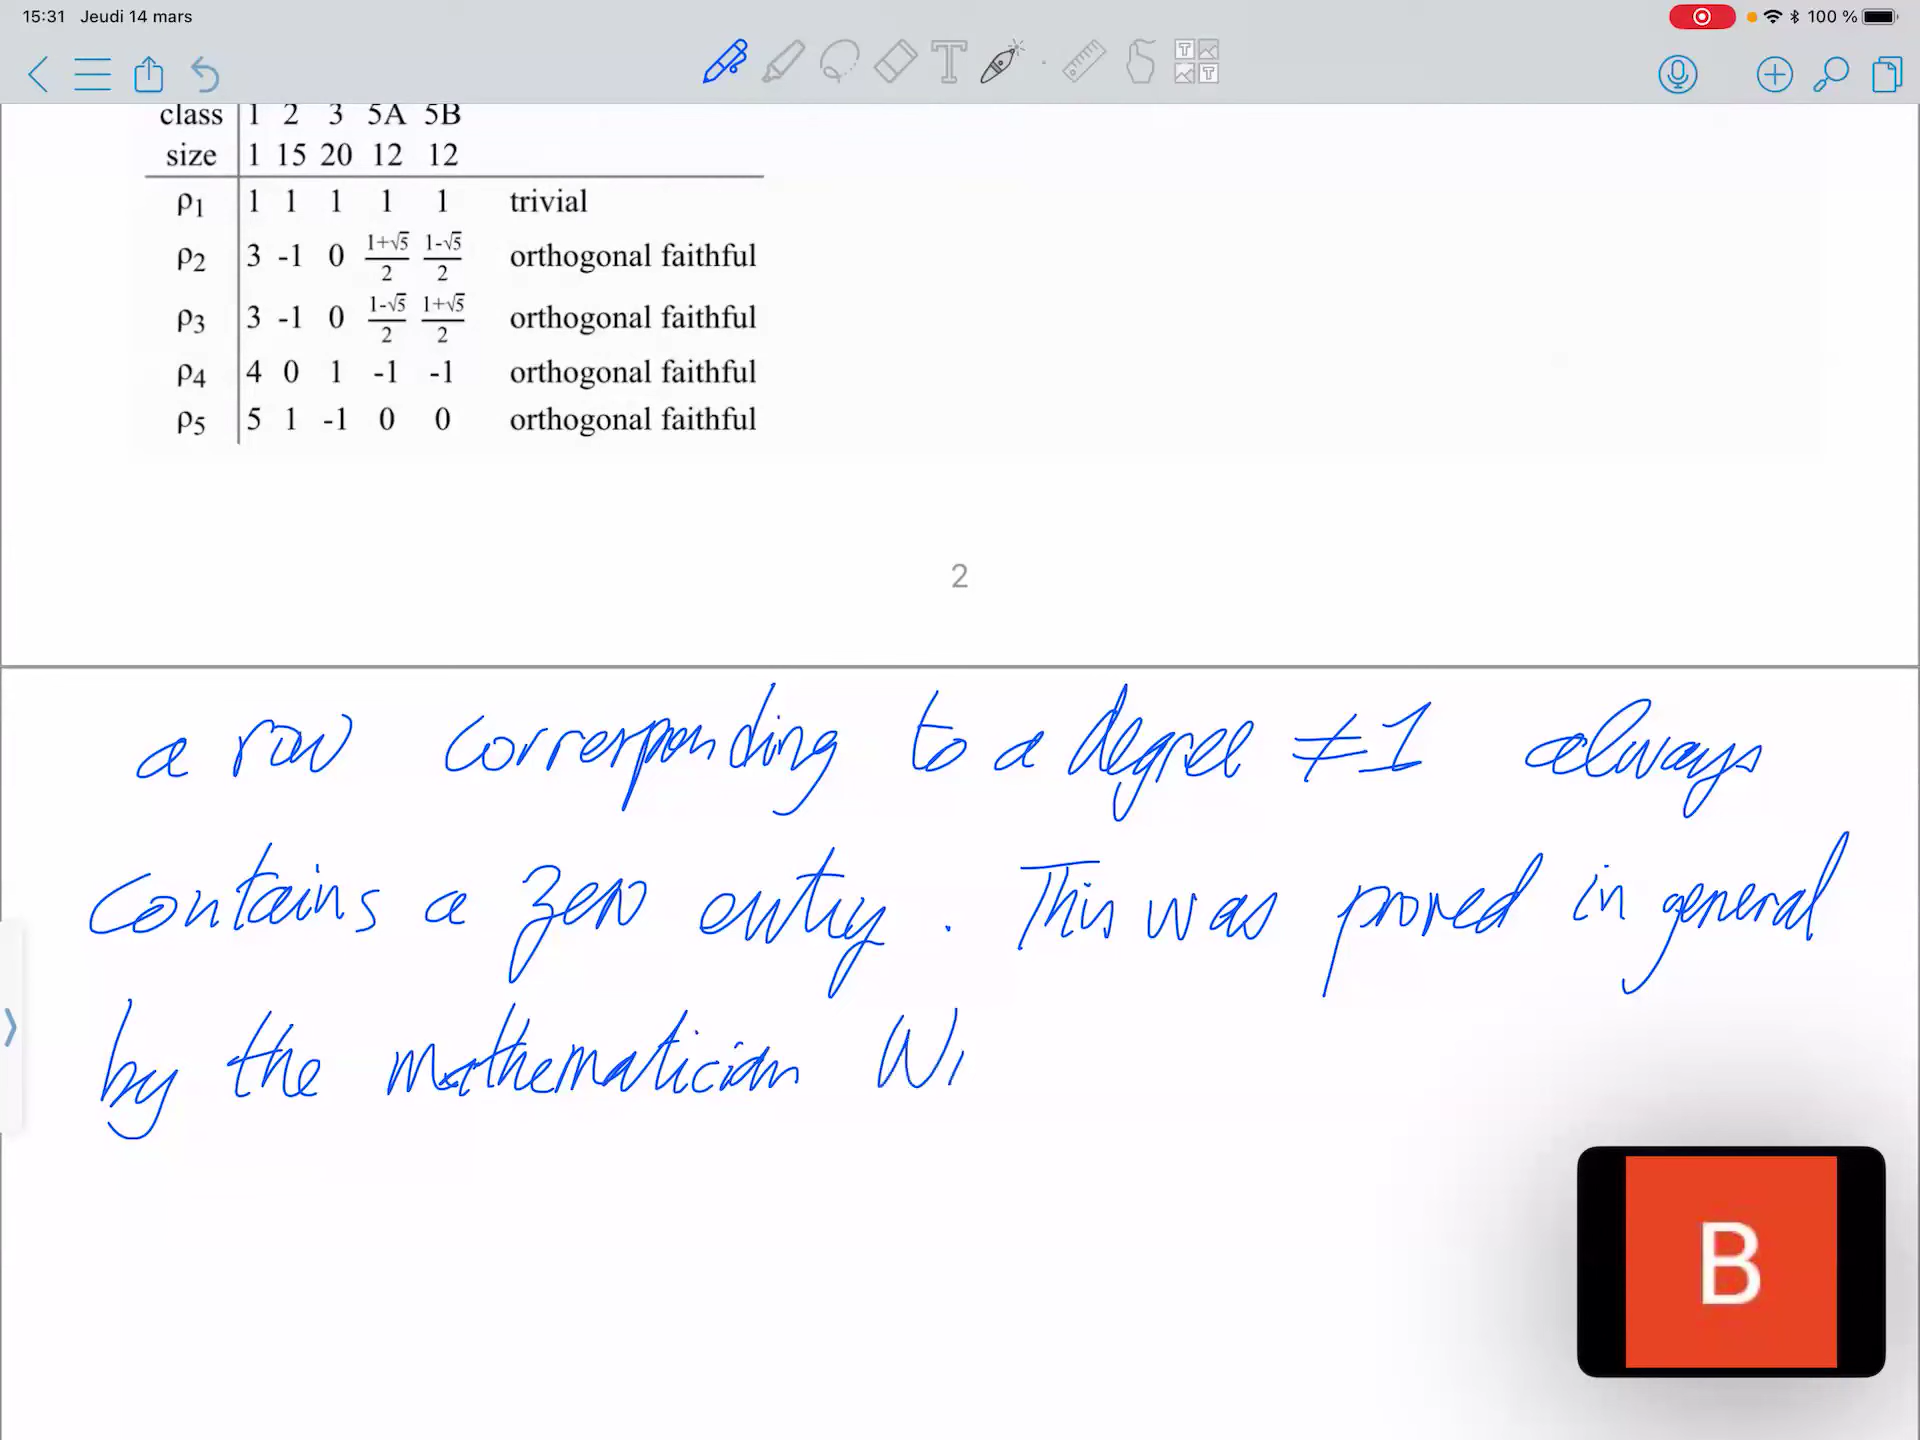 15:31 Jeudi 14 mars 100 %
class 1 2 3 5A 5B
size 1 15 20 12 12
ρ1 1 1 1 1 1 trivial
ρ2 3 -1 0 1+√5/2 1-√5/2 orthogonal faithful
ρ3 3 -1 0 1-√5/2 1+√5/2 orthogonal faithful
ρ4 4 0 1 -1 -1 orthogonal faithful
ρ5 5 1 -1 0 0 orthogonal faithful
2
a row corresponding to a degree ≠1 always
contains a zero entry. This was proved in general
by the mathematician
B